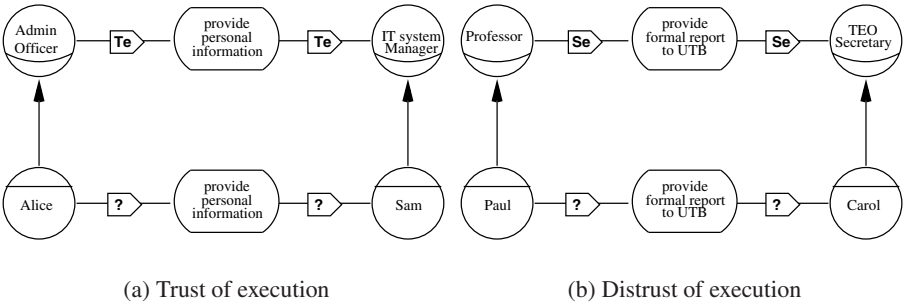 Admin
Officer
Te
provide
personal
information
Te
IT system
Manager
Professor
Se
provide
formal report
to UTB
Se
TEO
Secretary
Alice
?
provide
personal
information
?
Sam
Paul
?
provide
formal report
to UTB
?
Carol
(a) Trust of execution
(b) Distrust of execution